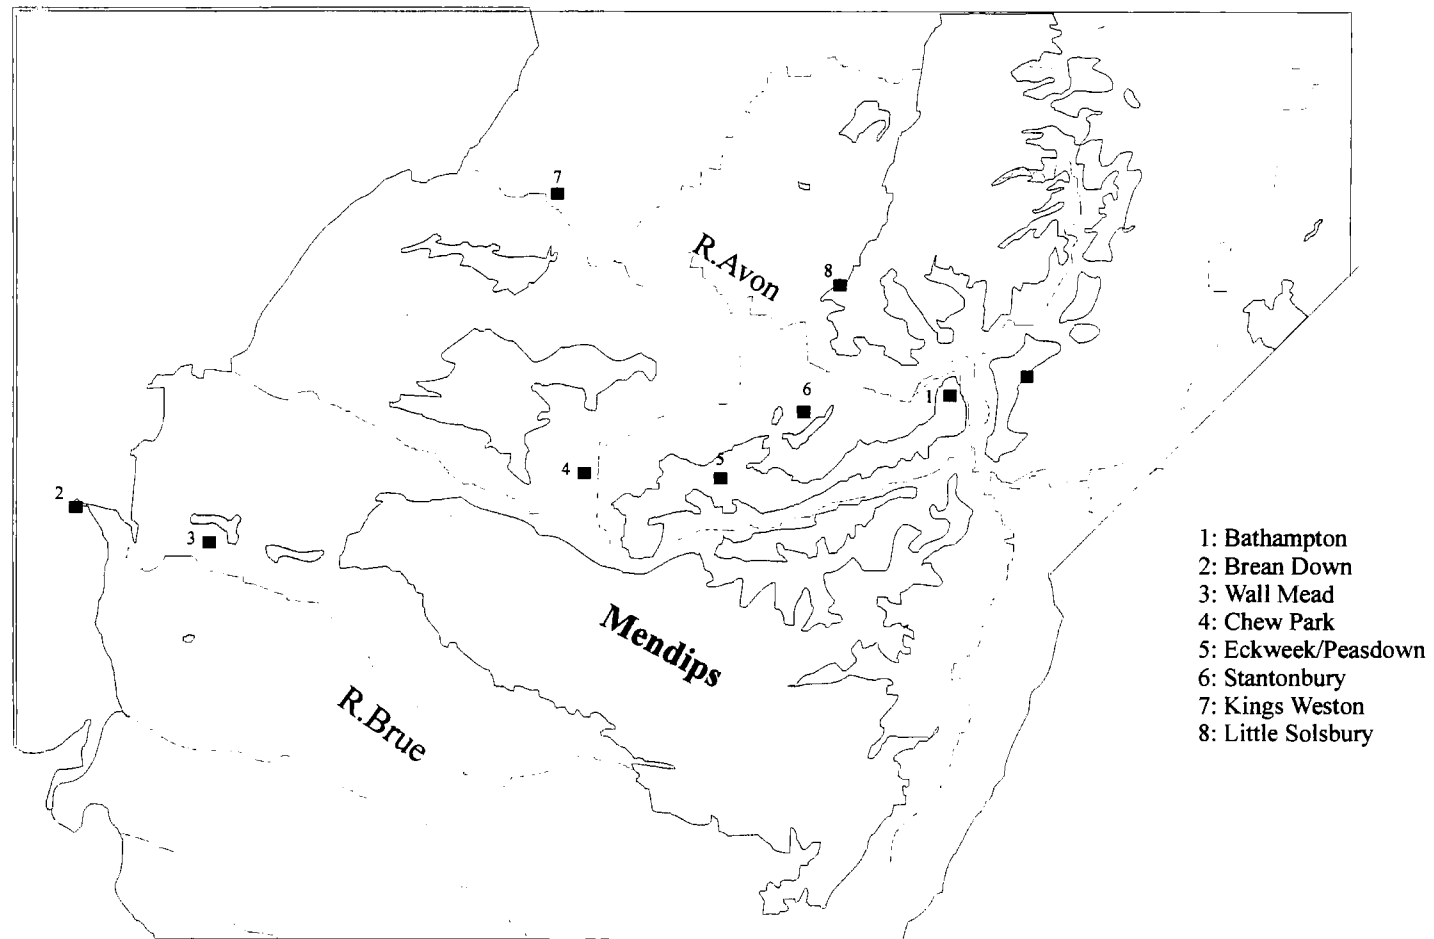 7
R.Avon
8
6
1
5
4
2
3
Mendips
R.Brue
1: Bathampton
2: Brean Down
3: Wall Mead
4: Chew Park
5: Eckweek/Peasdown
6: Stantonbury
7: Kings Weston
8: Little Solsbury